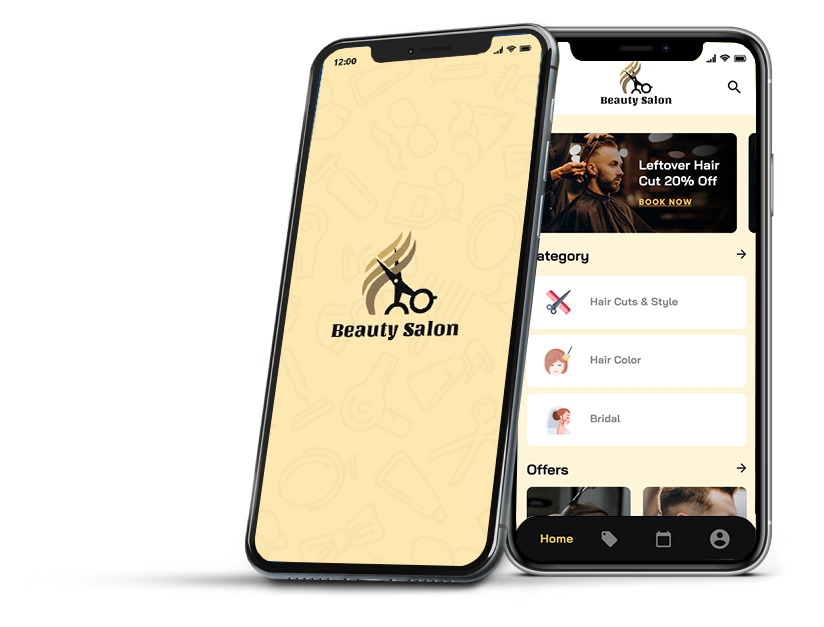 12:00
Beauty Salon
Beauty Salon
Leftover Hair
Cut 20% Off
BOOK NOW
ategory
Hair Cuts & Style
Hair Color
Bridal
Offers
Home